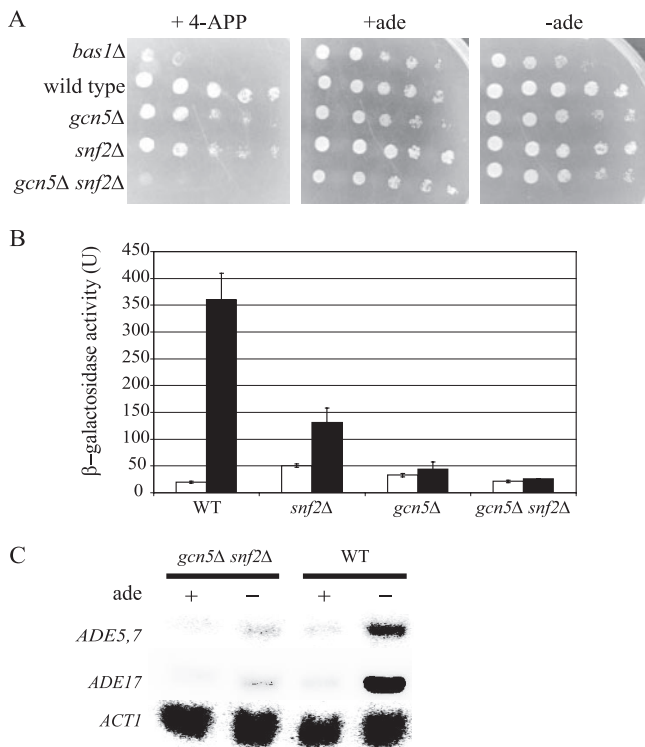 A
+ 4-APP
+ade
-ade
bas1Δ
wild type
gcn5Δ
snf2Δ
gcn5Δ snf2Δ
B
β-galactosidase activity (U)
450
400
350
300
250
200
150
100
50
0
WT
snf2Δ
gcn5Δ
gcn5Δ snf2Δ
C
gcn5Δ snf2Δ
WT
ade
+
−
+
−
ADE5,7
ADE17
ACT1